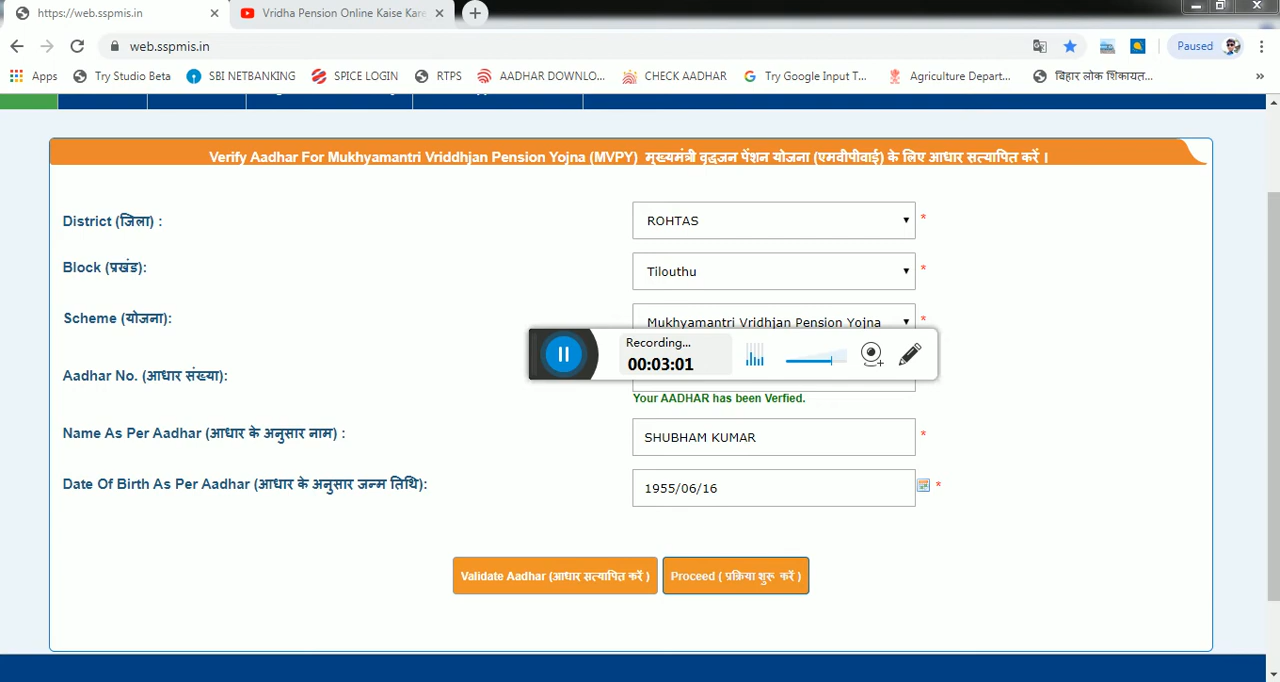 https://web.sspmis.in
Vridha Pension Online Kaise Kare
web.sspmis.in
Paused
Apps
Try Studio Beta
SBI NETBANKING
SPICE LOGIN
RTPS
AADHAR DOWNLO...
CHECK AADHAR
Try Google Input T...
Agriculture Depart...
बिहार लोक शिकायत...
»
Verify Aadhar For Mukhyamantri Vriddhjan Pension Yojna (MVPY) मुख्यमंत्री वृद्धजन पेंशन योजना (एमवीपीवाई) के लिए आधार सत्यापित करें ।
District (जिला) :
ROHTAS
*
Block (प्रखंड):
Tilouthu
*
Scheme (योजना):
Mukhyamantri Vridhjan Pension Yojna
*
Recording...
00:03:01
Aadhar No. (आधार संख्या):
Your AADHAR has been Verfied.
Name As Per Aadhar (आधार के अनुसार नाम) :
SHUBHAM KUMAR
*
Date Of Birth As Per Aadhar (आधार के अनुसार जन्म तिथि):
1955/06/16
*
Validate Aadhar (आधार सत्यापित करें )
Proceed ( प्रक्रिया शुरू करें )